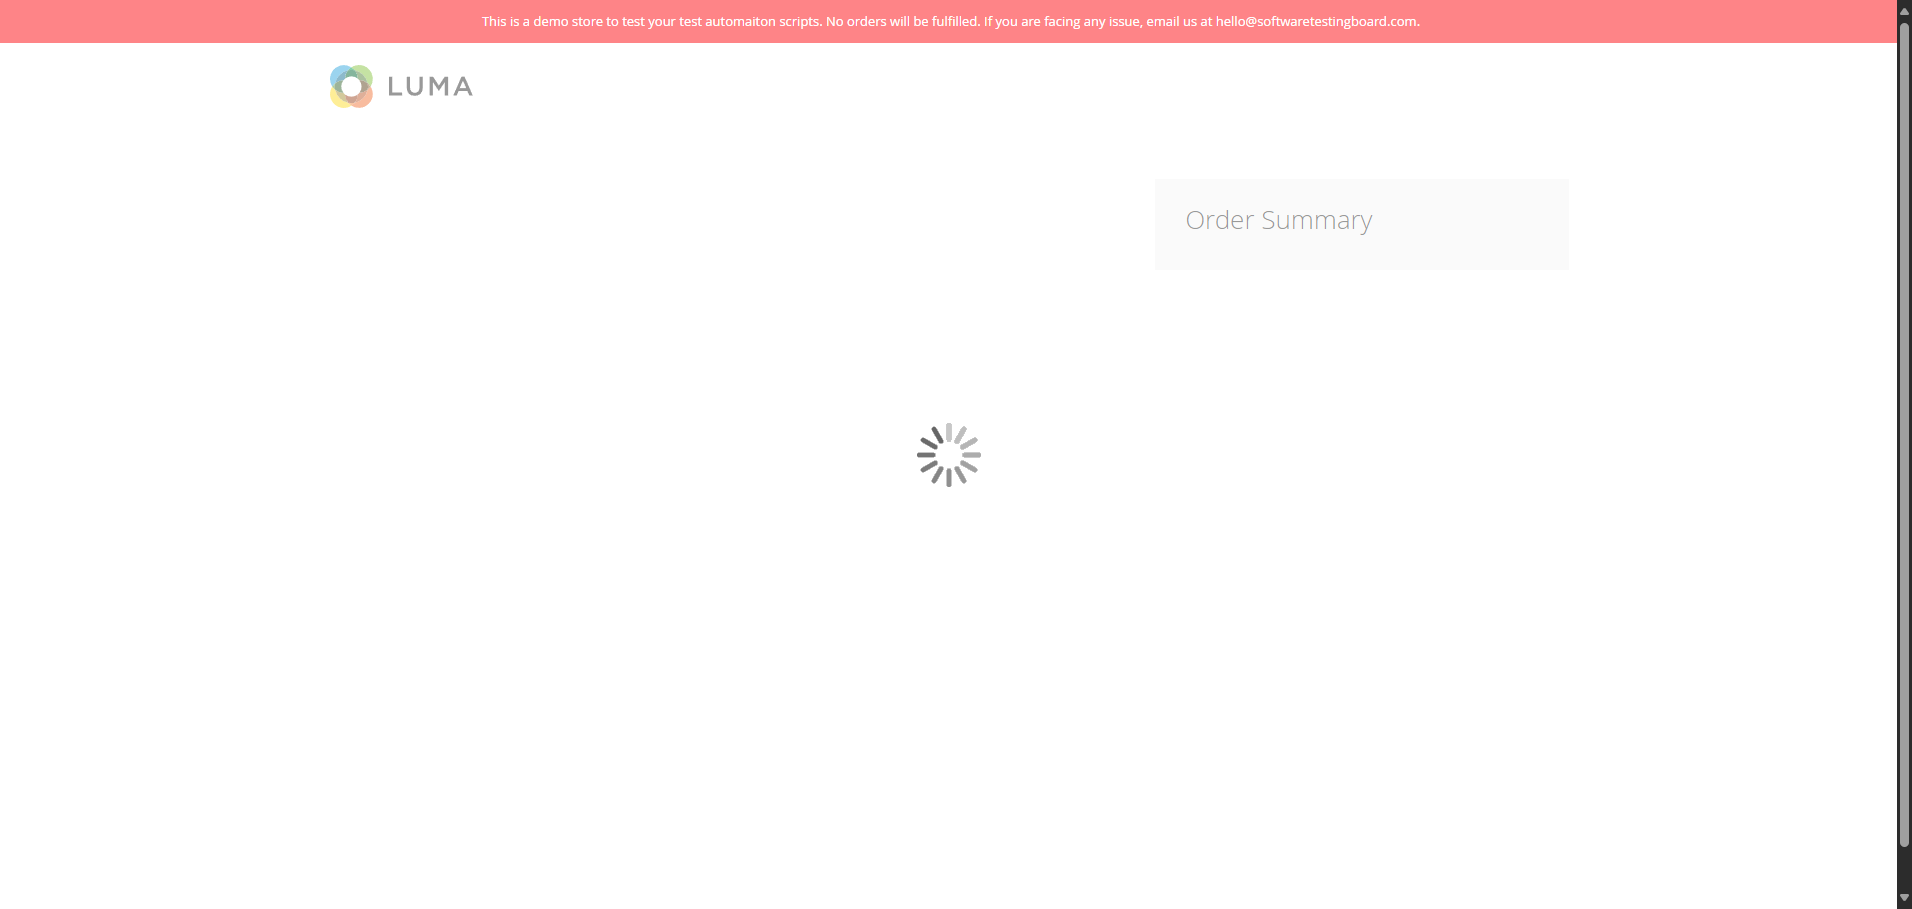 This is a demo store to test your test automaiton scripts. No orders will be fulfilled. If you are facing any issue, email us at hello@softwaretestingboard.com.
LUMA
Order Summary